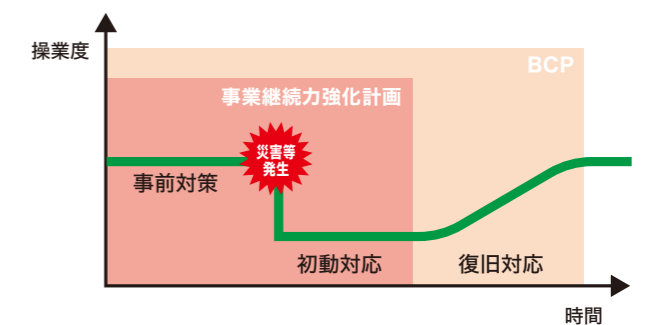 操業度
BCP
事業継続力強化計画
災害等
発生
事前対策
初動対応
復旧対応
時間